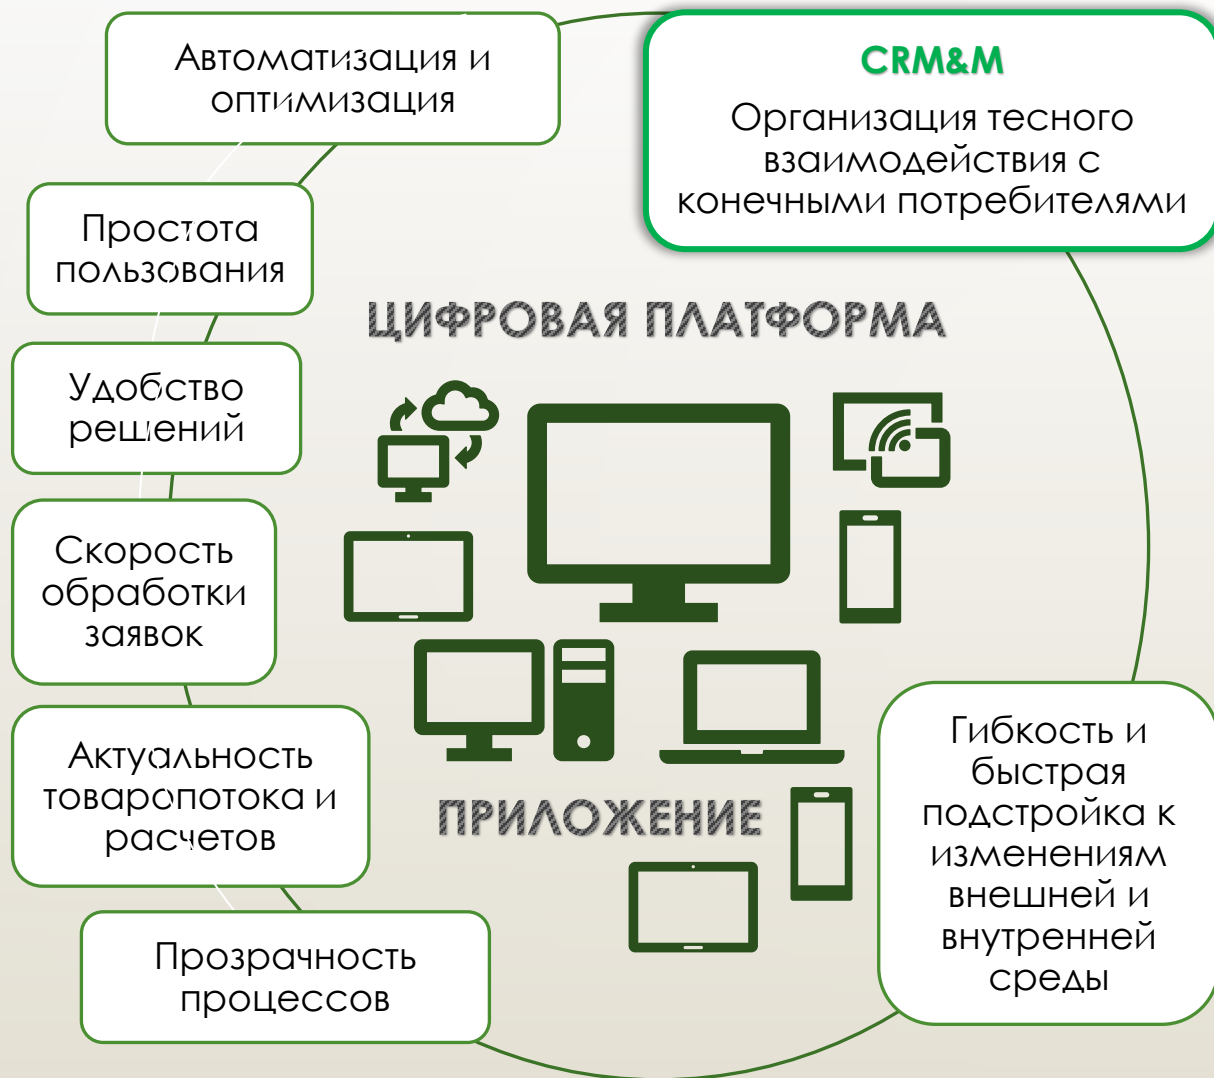 Автоматизация и
оптимизация
CRM&M
Организация тесного
взаимодействия с
конечными потребителями
Простота
пользования
ЦИФРОВАЯ ПЛАТФОРМА
Удобство
решений
Скорость
обработки
заявок
Актуальность
товаропотока и
расчетов
ПРИЛОЖЕНИЕ
Гибкость и
быстрая
подстройка к
изменениям
внешней и
внутренней
среды
Прозрачность
процессов